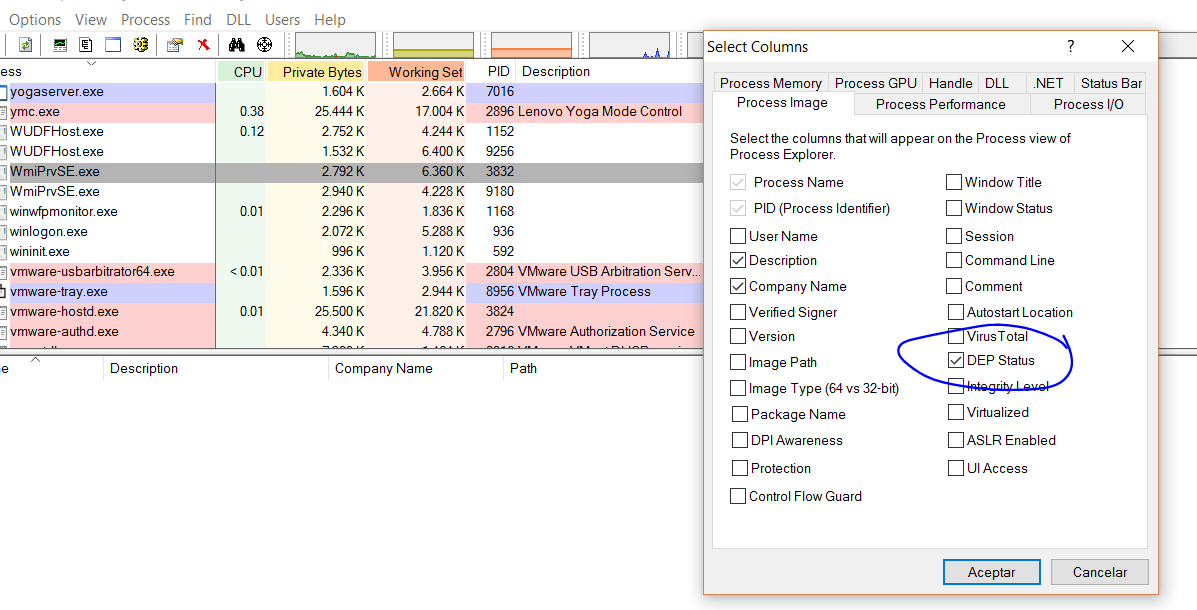 Options View Process Find DLL Users Help
ess CPU Private Bytes Working Set PID Description
yogaserver.exe 1.604 K 2.664 K 7016
ymc.exe 0.38 25.444 K 17.004 K 2896 Lenovo Yoga Mode Control
WUDFHost.exe 0.12 2.752 K 4.244 K 1152
WUDFHost.exe 1.532 K 6.400 K 9256
WmiPrvSE.exe 2.792 K 6.360 K 3832
WmiPrvSE.exe 2.940 K 4.228 K 9180
winwfpmonitor.exe 0.01 2.296 K 1.836 K 1168
winlogon.exe 2.072 K 5.288 K 936
wininit.exe 996 K 1.120 K 592
vmware-usbarbitrator64.exe < 0.01 2.336 K 3.956 K 2804 VMware USB Arbitration Serv...
vmware-tray.exe 1.596 K 2.944 K 8956 VMware Tray Process
vmware-hostd.exe 0.01 25.500 K 21.820 K 3824
vmware-authd.exe 4.340 K 4.788 K 2796 VMware Authorization Service
e Description Company Name Path
Select Columns ?
Process Memory Process GPU Handle DLL .NET Status Bar
Process Image Process Performance Process I/O
Select the columns that will appear on the Process view of
Process Explorer.
Process Name Window Title
PID (Process Identifier) Window Status
User Name Session
Description Command Line
Company Name Comment
Verified Signer Autostart Location
Version VirusTotal
Image Path DEP Status
Image Type (64 vs 32-bit) Integrity Level
Package Name Virtualized
DPI Awareness ASLR Enabled
Protection UI Access
Control Flow Guard
Aceptar Cancelar